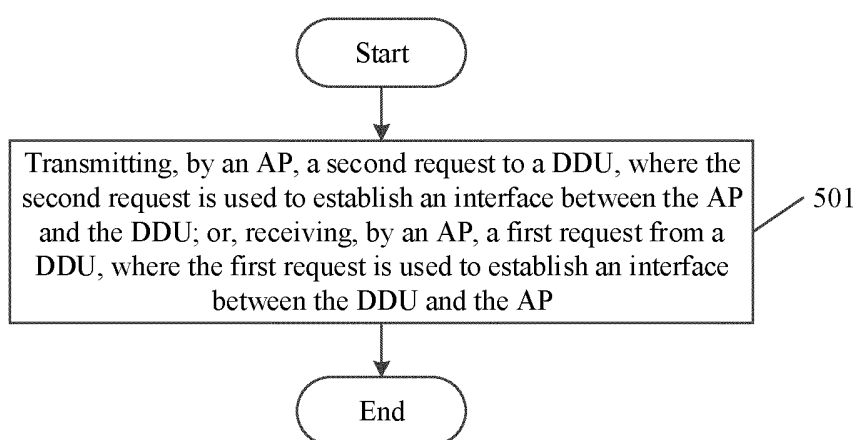 Start
Transmitting, by an AP, a second request to a DDU, where the
second request is used to establish an interface between the AP
and the DDU; or, receiving, by an AP, a first request from a
DDU, where the first request is used to establish an interface
between the DDU and the AP
501
End